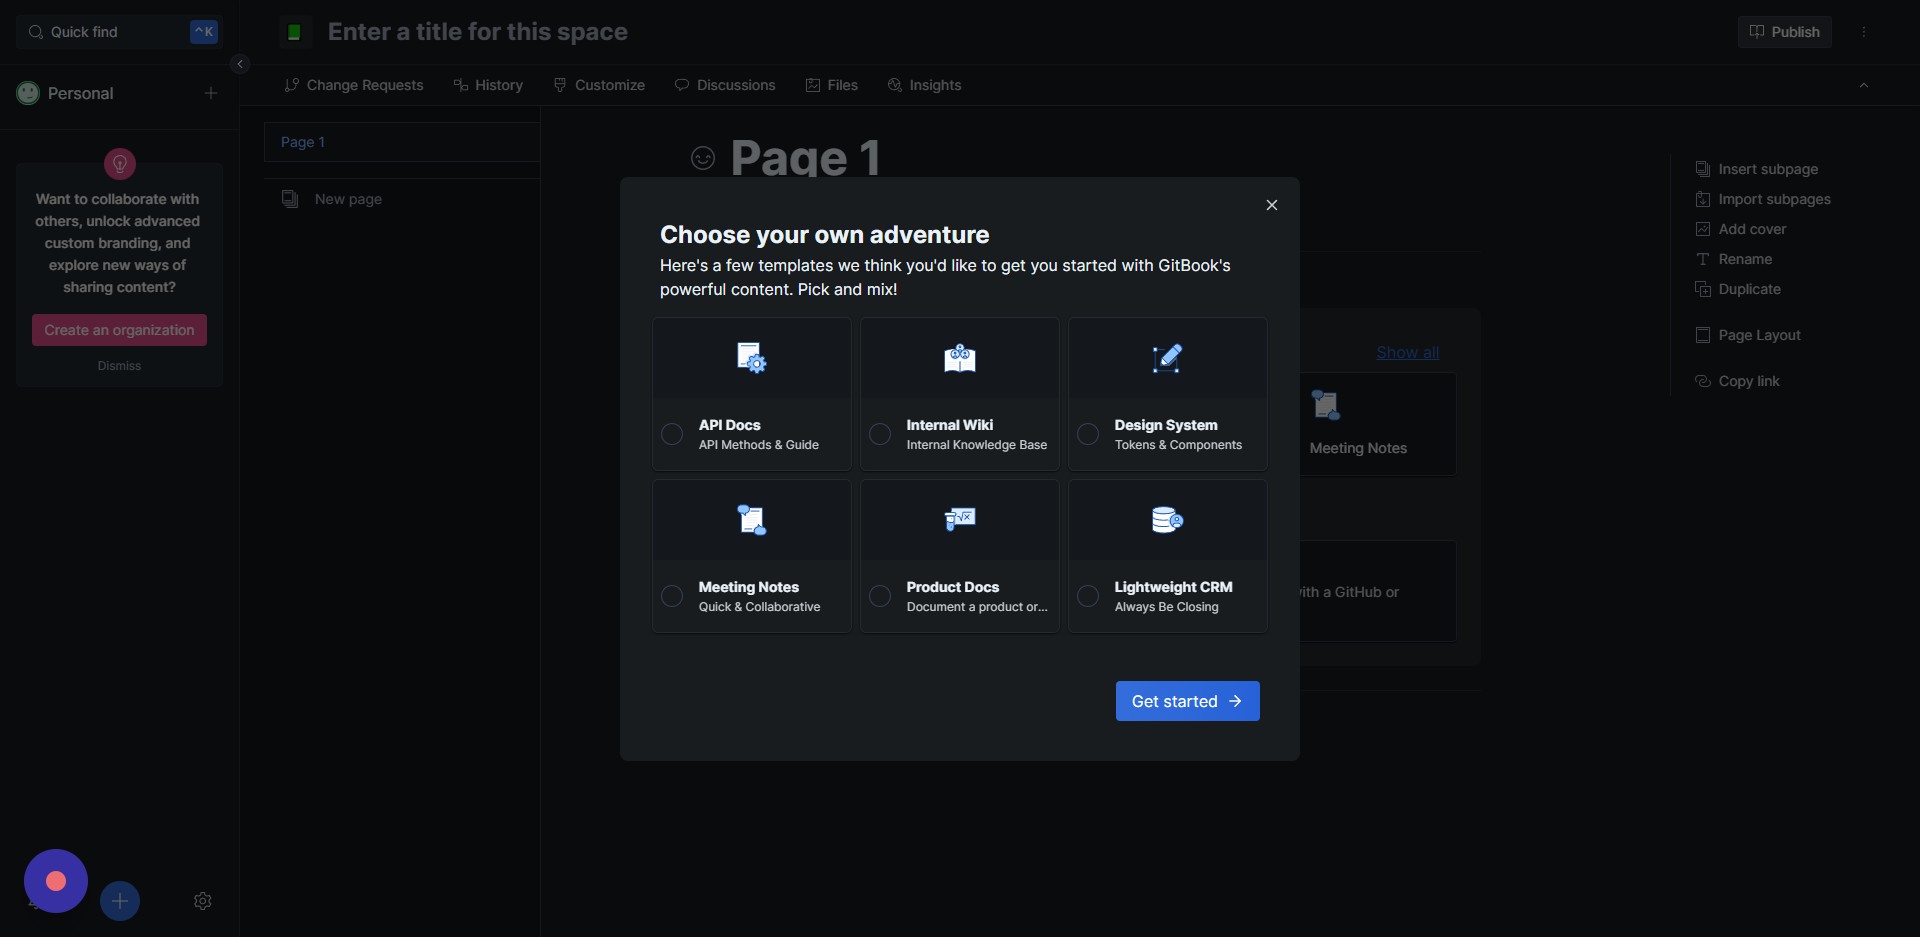 Quick find
^K
Enter a title for this space
Publish
Personal
Change Requests
History
Customize
Discussions
Files
Insights
Want to collaborate with
others, unlock advanced
custom branding, and
explore new ways of
sharing content?
Create an organization
Dismiss
Page 1
New page
Page 1
Insert subpage
Import subpages
Add cover
Rename
Duplicate
Page Layout
Copy link
Show all
Meeting Notes
with a GitHub or
Choose your own adventure
Here's a few templates we think you'd like to get you started with GitBook's
powerful content. Pick and mix!
API Docs
API Methods & Guide
Internal Wiki
Internal Knowledge Base
Design System
Tokens & Components
Meeting Notes
Quick & Collaborative
Product Docs
Document a product or...
Lightweight CRM
Always Be Closing
Get started